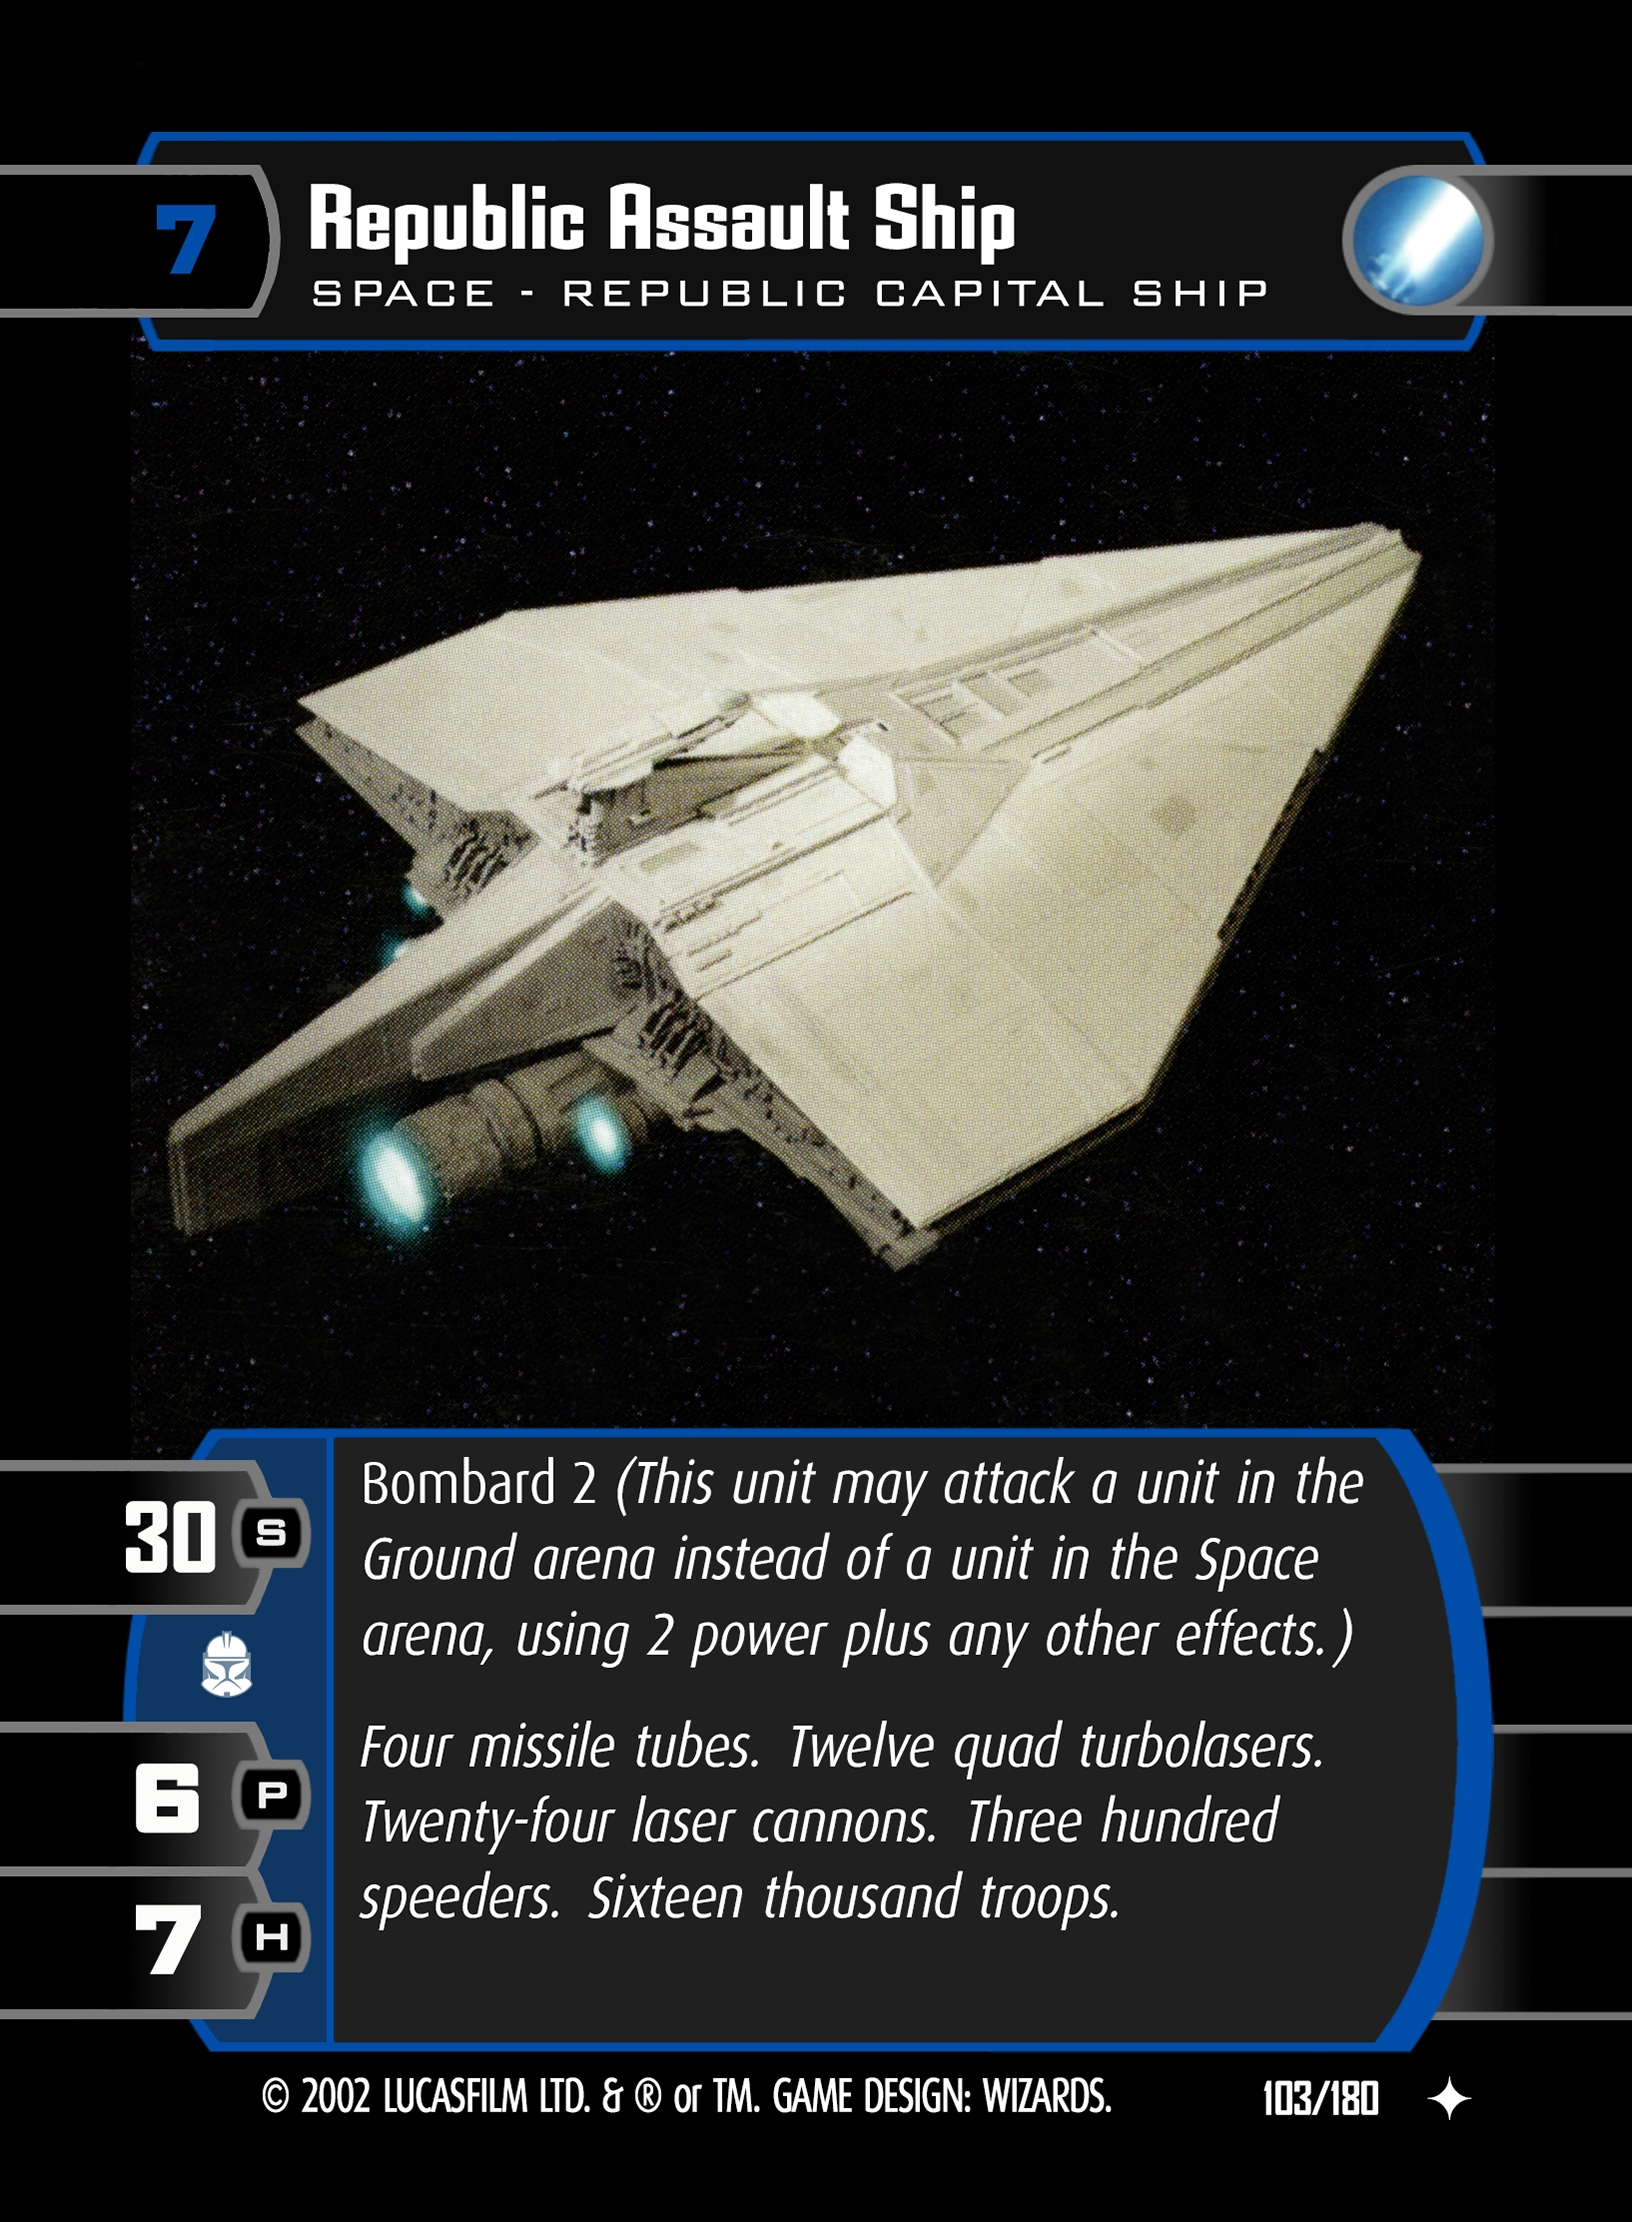 7
Republic Assault Ship
SPACE - REPUBLIC CAPITAL SHIP
30 S
6 P
7 H
Bombard 2 (This unit may attack a unit in the
Ground arena instead of a unit in the Space
arena, using 2 power plus any other effects.)
Four missile tubes. Twelve quad turbolasers.
Twenty-four laser cannons. Three hundred
speeders. Sixteen thousand troops.
© 2002 LUCASFILM LTD. & ® or TM. GAME DESIGN: WIZARDS.
103/180